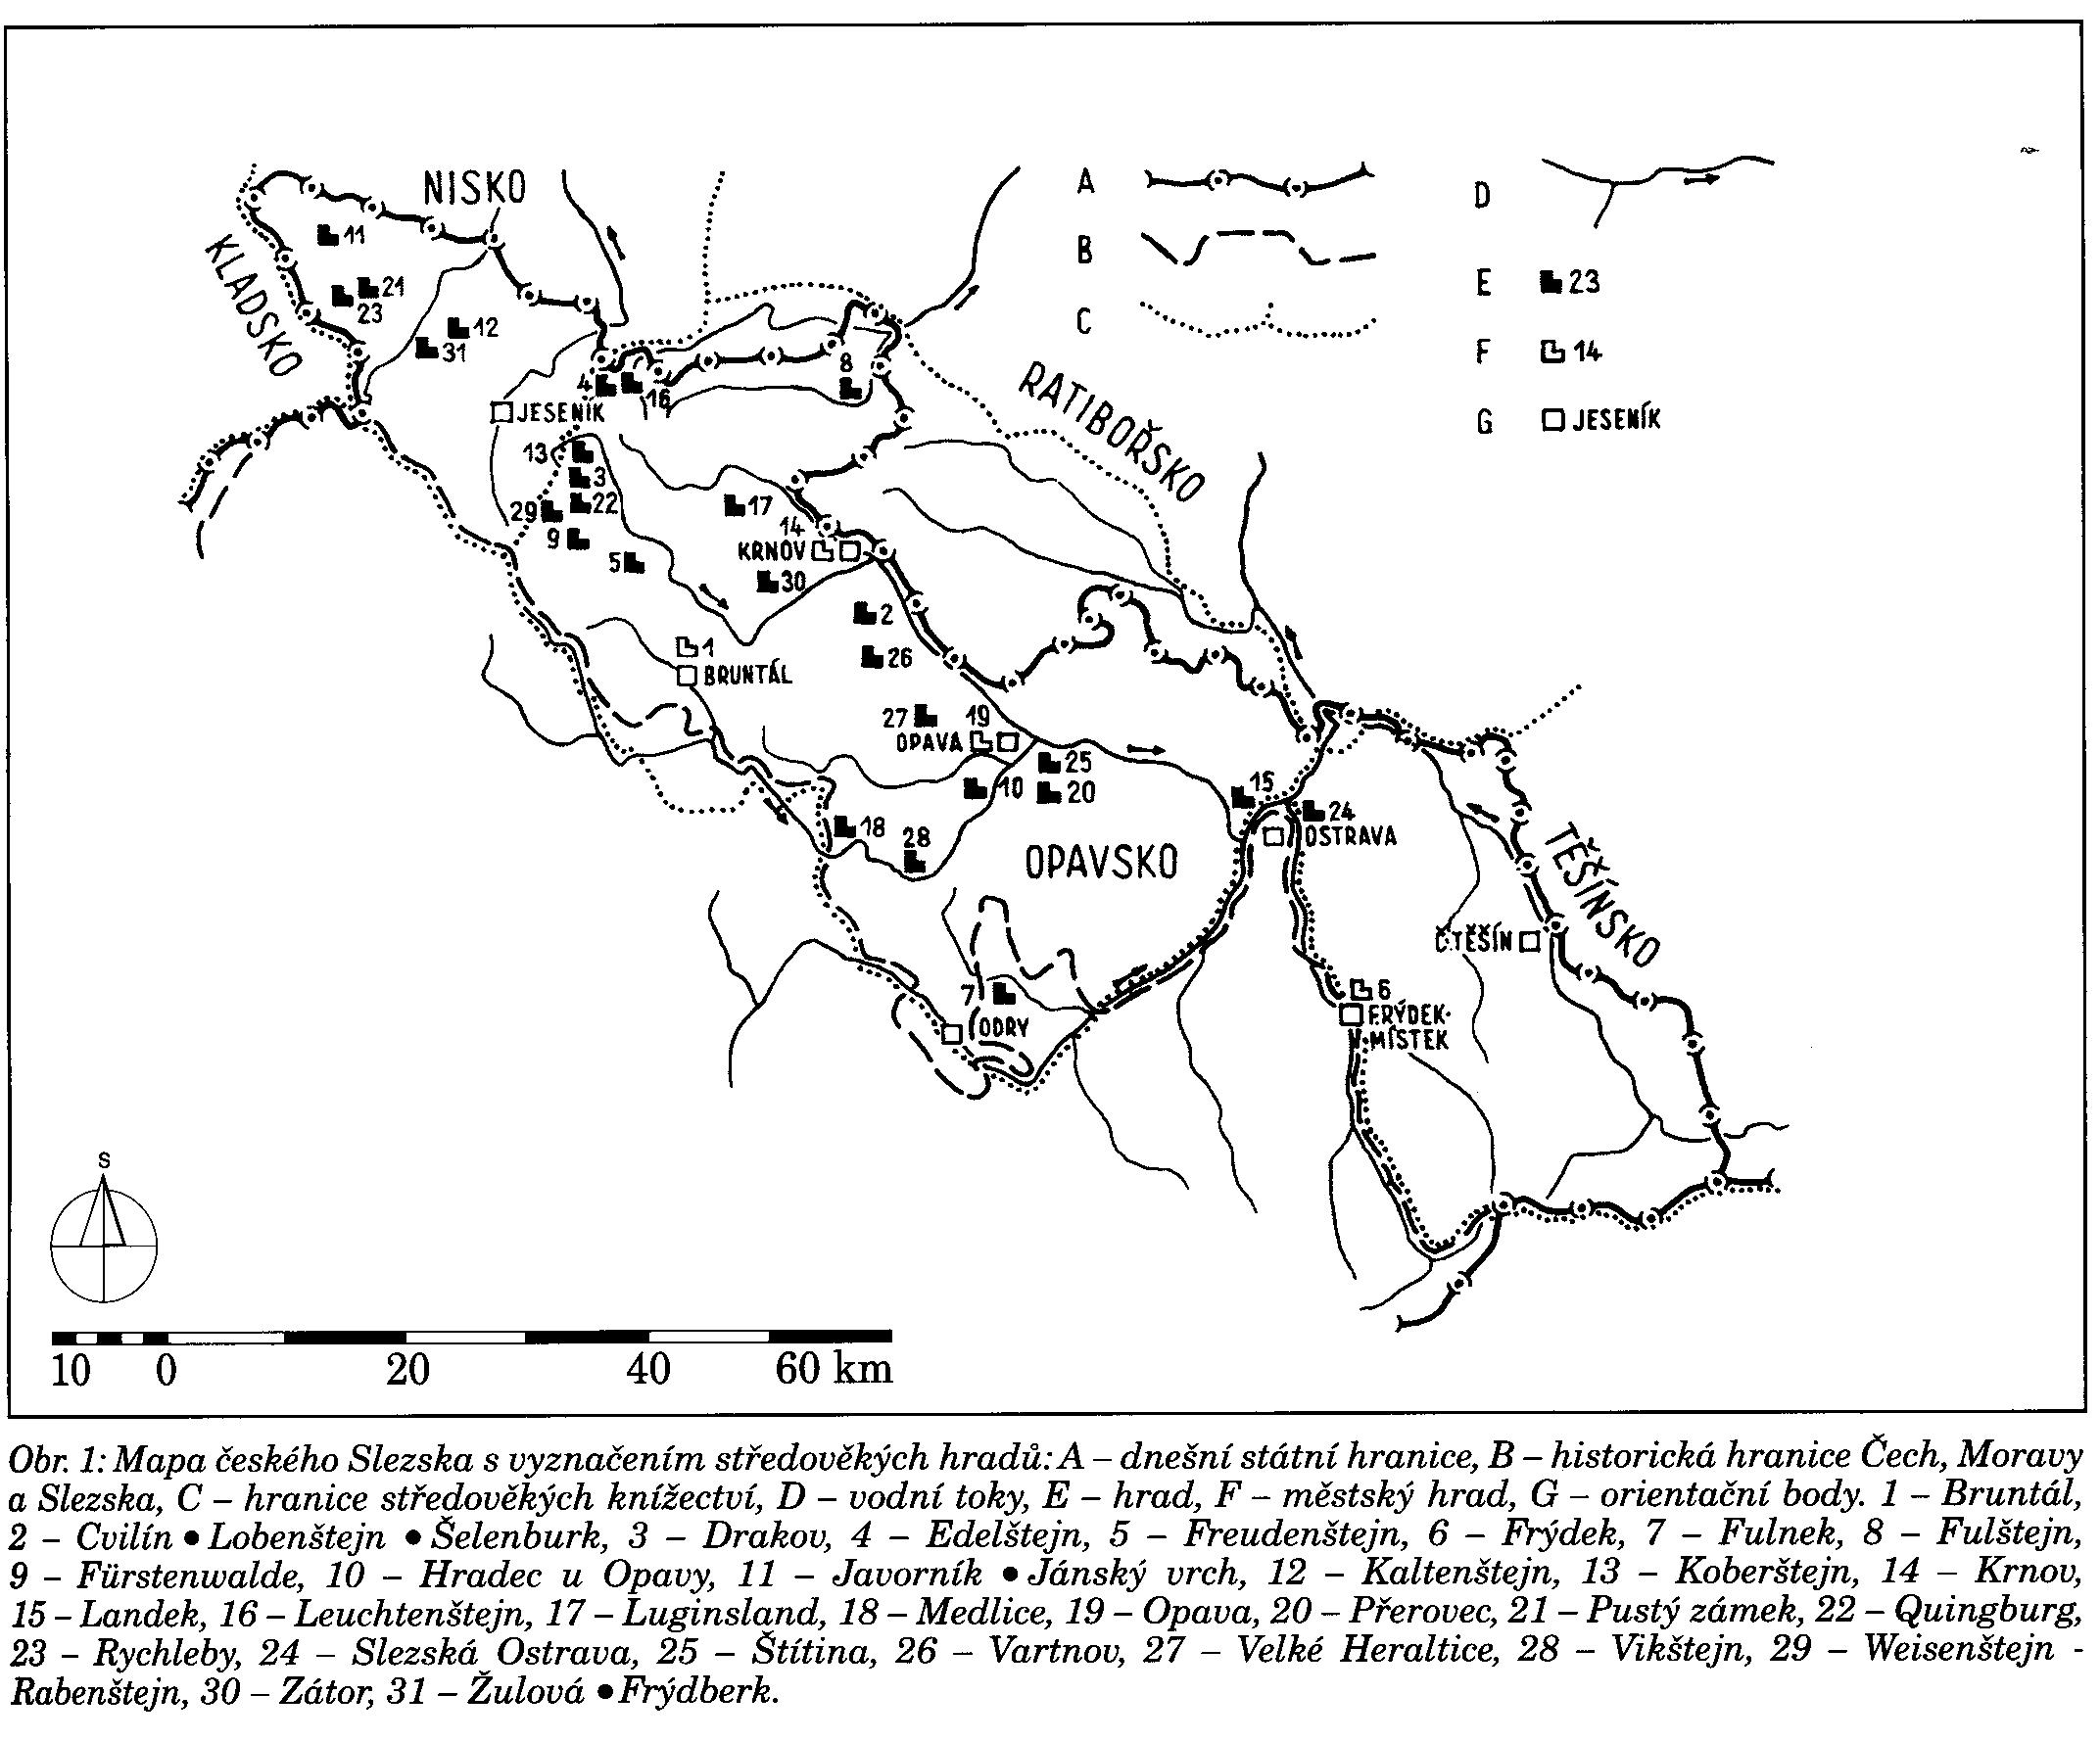 NISKO
KLADSKO
11
21
23
12
31
A
B
C
D
E 23
F 14
G JESENÍK
RATIBOŘSKO
8
4
16
JESENÍK
13
3
22
29
9
5
17
14
KRNOV
30
2
26
1
BRUNTÁL
27
19
OPAVA
25
10
20
18
28
15
24
OSTRAVA
OPAVSKO
TĚŠÍNSKO
Č.TĚŠÍN
7
ODRY
6
FRÝDEK-
MÍSTEK
S
10 0 20 40 60 km
Obr. 1: Mapa českého Slezska s vyznačením středověkých hradů: A – dnešní státní hranice, B – historická hranice Čech, Moravy
a Slezska, C – hranice středověkých knížectví, D – vodní toky, E – hrad, F – městský hrad, G – orientační body. 1 – Bruntál,
2 – Cvilín ● Lobenštejn ● Šelenburk, 3 – Drakov, 4 – Edelštejn, 5 – Freudenštejn, 6 – Frýdek, 7 – Fulnek, 8 – Fulštejn,
9 – Fürstenwalde, 10 – Hradec u Opavy, 11 – Javorník ● Jánský vrch, 12 – Kaltenštejn, 13 – Koberštejn, 14 – Krnov,
15 – Landek, 16 – Leuchtenštejn, 17 – Luginsland, 18 – Medlice, 19 – Opava, 20 – Přerovec, 21 – Pustý zámek, 22 – Quingburg,
23 – Rychleby, 24 – Slezská Ostrava, 25 – Štítina, 26 – Vartnov, 27 – Velké Heraltice, 28 – Vikštejn, 29 – Weisenštejn -
Rabenštejn, 30 – Zátor, 31 – Žulová ● Frýdberk.